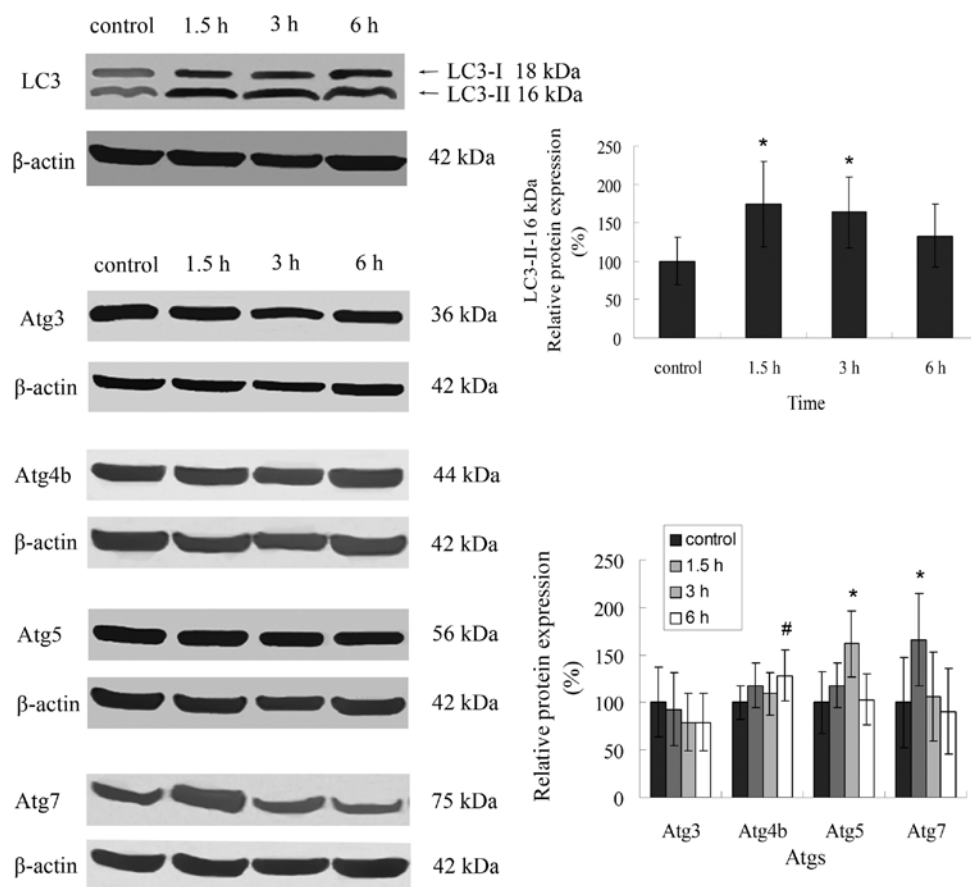 control 1.5 h 3 h 6 h
LC3
← LC3-I 18 kDa
← LC3-II 16 kDa
β-actin 42 kDa
control 1.5 h 3 h 6 h
Atg3 36 kDa
β-actin 42 kDa
Atg4b 44 kDa
β-actin 42 kDa
Atg5 56 kDa
β-actin 42 kDa
Atg7 75 kDa
β-actin 42 kDa
LC3-II-16 kDa
Relative protein expression
(%)
250
200
150
100
50
0
* *
control 1.5 h 3 h 6 h
Time
Relative protein expression
(%)
250
200
150
100
50
0
control
1.5 h
3 h
6 h
# * *
Atg3 Atg4b Atg5 Atg7
Atgs